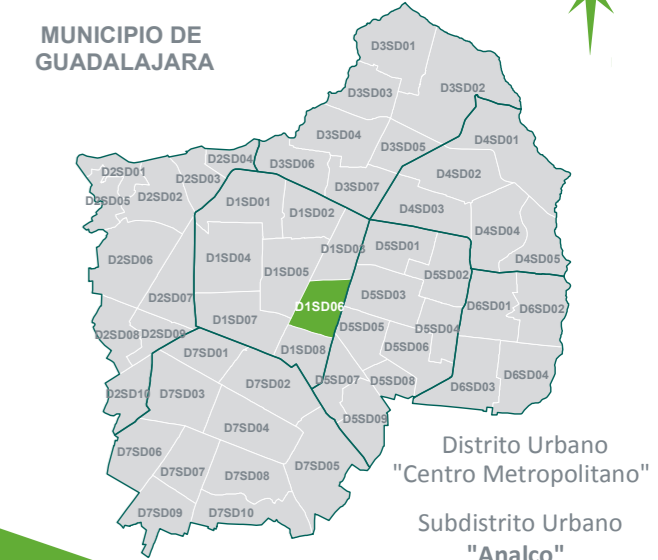 MUNICIPIO DE
GUADALAJARA
D3SD01
D3SD02
D3SD03
D3SD04
D4SD01
D3SD05
D2SD04
D3SD06
D2SD01
D2SD03
D4SD02
D3SD07
D2SD05
D2SD02
D1SD01
D1SD02
D4SD03
D4SD04
D1SD03
D5SD01
D2SD06
D1SD04
D4SD05
D1SD05
D5SD02
D2SD07
D5SD03
D1SD06
D6SD01
D6SD02
D1SD07
D5SD05
D5SD04
D2SD08
D2SD09
D5SD06
D1SD08
D7SD01
D6SD04
D5SD07
D5SD08
D7SD02
D6SD03
D2SD10
D7SD03
D5SD09
D7SD04
D7SD06
D7SD05
D7SD07
D7SD08
D7SD09
D7SD10
Distrito Urbano
"Centro Metropolitano"
Subdistrito Urbano
"Analco"